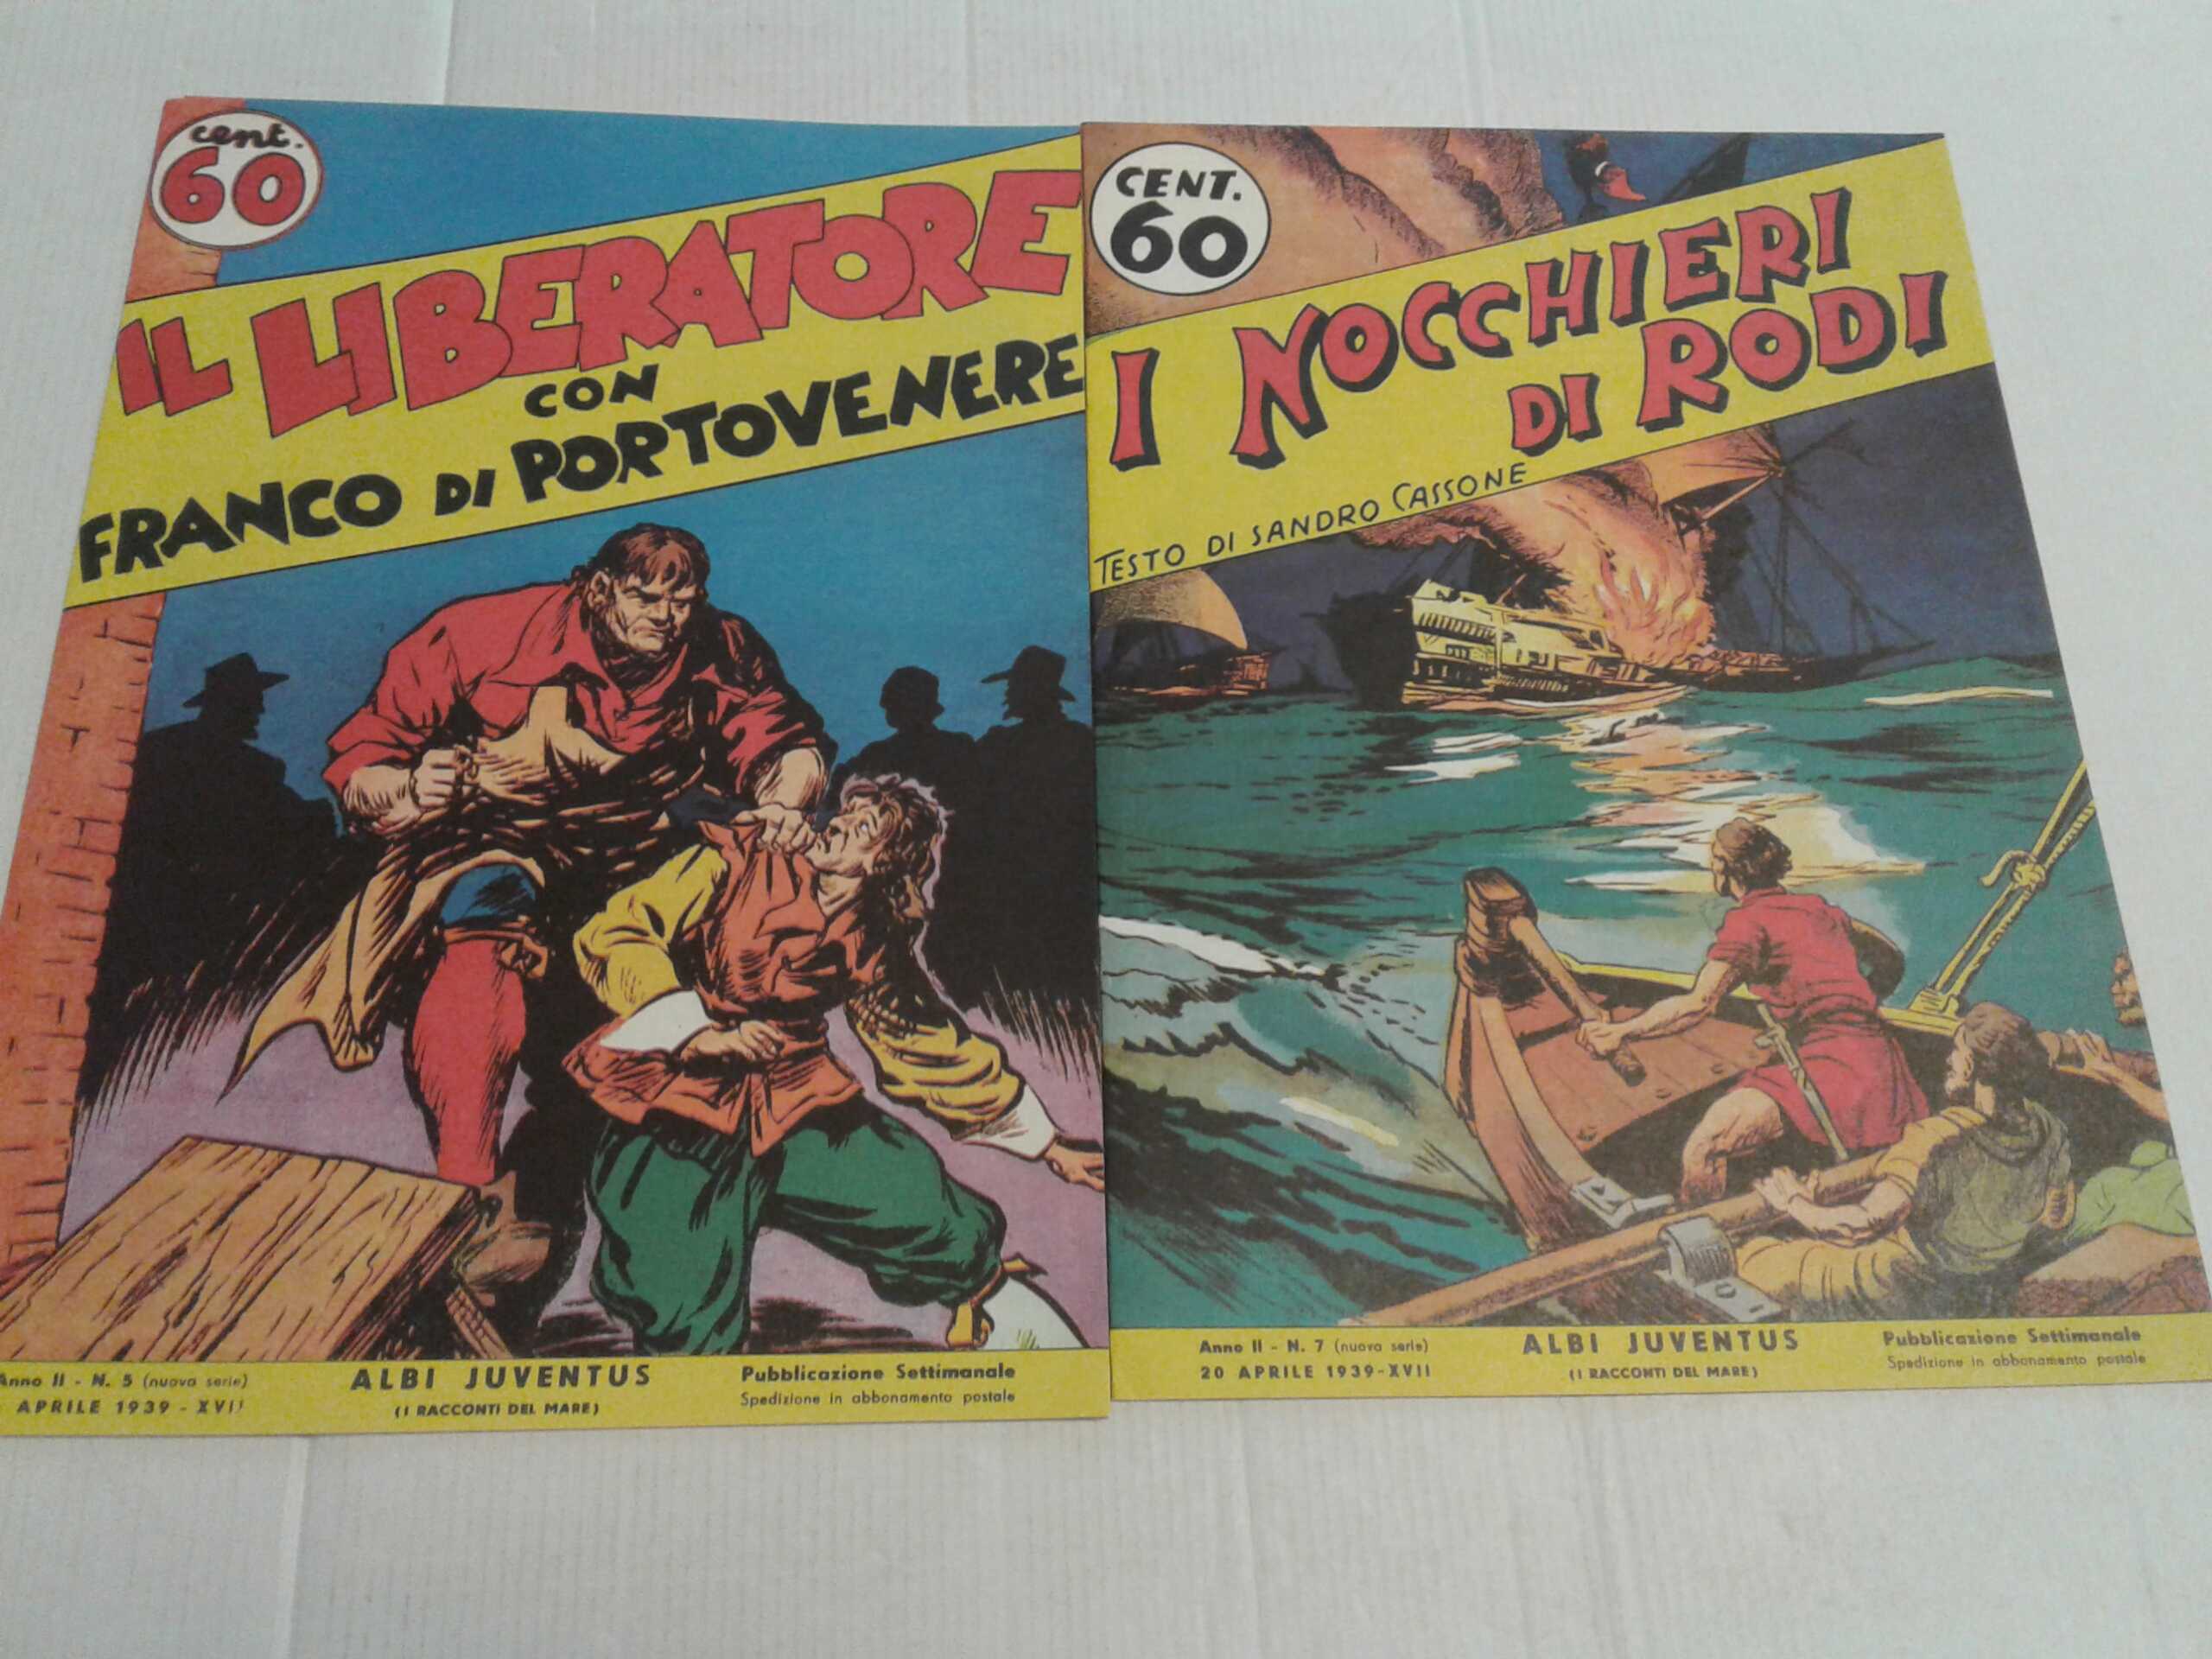 cent.
60
IL LIBERATORE
CON
FRANCO DI PORTOVENERE
Anno II - N. 5 (nuova serie)
APRILE 1939 - XVII
ALBI JUVENTUS
(I RACCONTI DEL MARE)
Pubblicazione Settimanale
Spedizione in abbonamento postale
CENT.
60
I NOCCHIERI
DI RODI
TESTO DI SANDRO CASSONE
Anno II - N. 7 (nuova serie)
20 APRILE 1939-XVII
ALBI JUVENTUS
(I RACCONTI DEL MARE)
Pubblicazione Settimanale
Spedizione in abbonamento postale